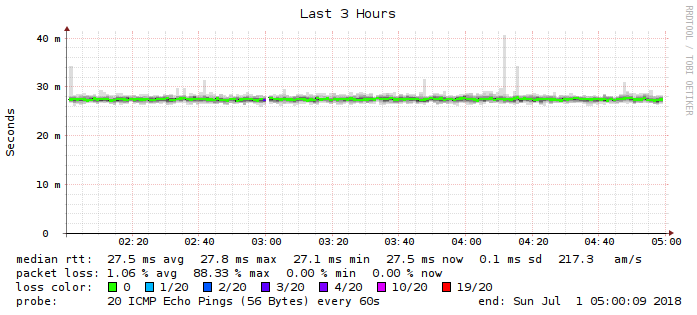 Last 3 Hours
RRDTOOL / TOBI OETIKER
Seconds
40 m
30 m
20 m
10 m
0
02:20 02:40 03:00 03:20 03:40 04:00 04:20 04:40 05:00
median rtt: 27.5 ms avg 27.8 ms max 27.1 ms min 27.5 ms now 0.1 ms sd 217.3 am/s
packet loss: 1.06 % avg 88.33 % max 0.00 % min 0.00 % now
loss color: 0 1/20 2/20 3/20 4/20 10/20 19/20
probe: 20 ICMP Echo Pings (56 Bytes) every 60s end: Sun Jul 1 05:00:09 2018